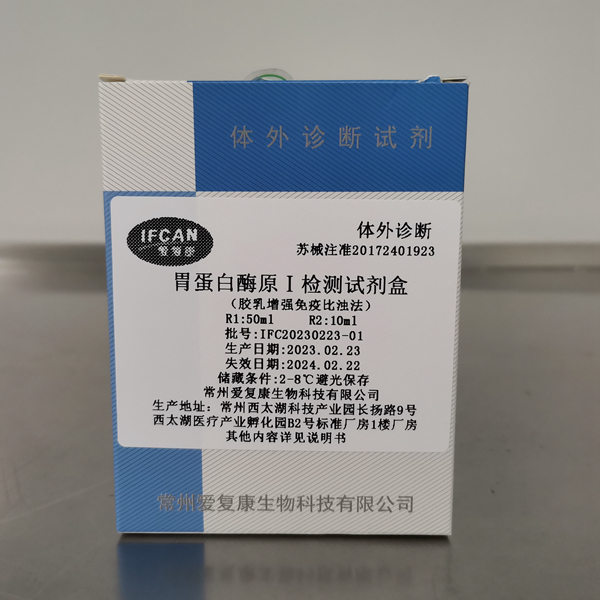 体外诊断试剂
IFCAN
体外诊断
苏械注准20172401923
胃蛋白酶原Ⅰ检测试剂盒
(胶乳增强免疫比浊法)
R1:50ml R2:10ml
批号:IFC20230223-01
生产日期:2023.02.23
失效日期:2024.02.22
储藏条件:2-8℃避光保存
常州爱复康生物科技有限公司
生产地址: 常州西太湖科技产业园长扬路9号
西太湖医疗产业孵化园B2号标准厂房1楼厂房
其他内容详见说明书
常州爱复康生物科技有限公司